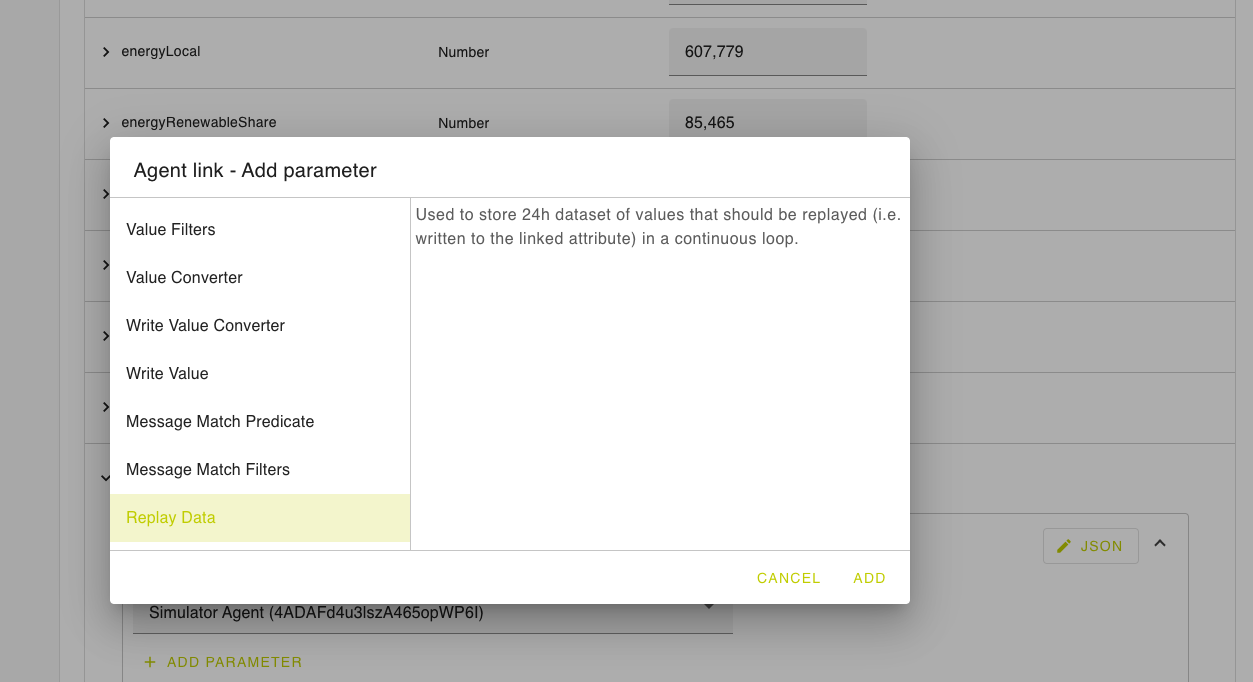 energyLocal
Number
607,779
energyRenewableShare
Number
85,465
Agent link - Add parameter
Value Filters
Value Converter
Write Value Converter
Write Value
Message Match Predicate
Message Match Filters
Replay Data
Used to store 24h dataset of values that should be replayed (i.e.
written to the linked attribute) in a continuous loop.
CANCEL
ADD
JSON
Simulator Agent (4ADAFd4u3lszA465opWP6l)
+ ADD PARAMETER